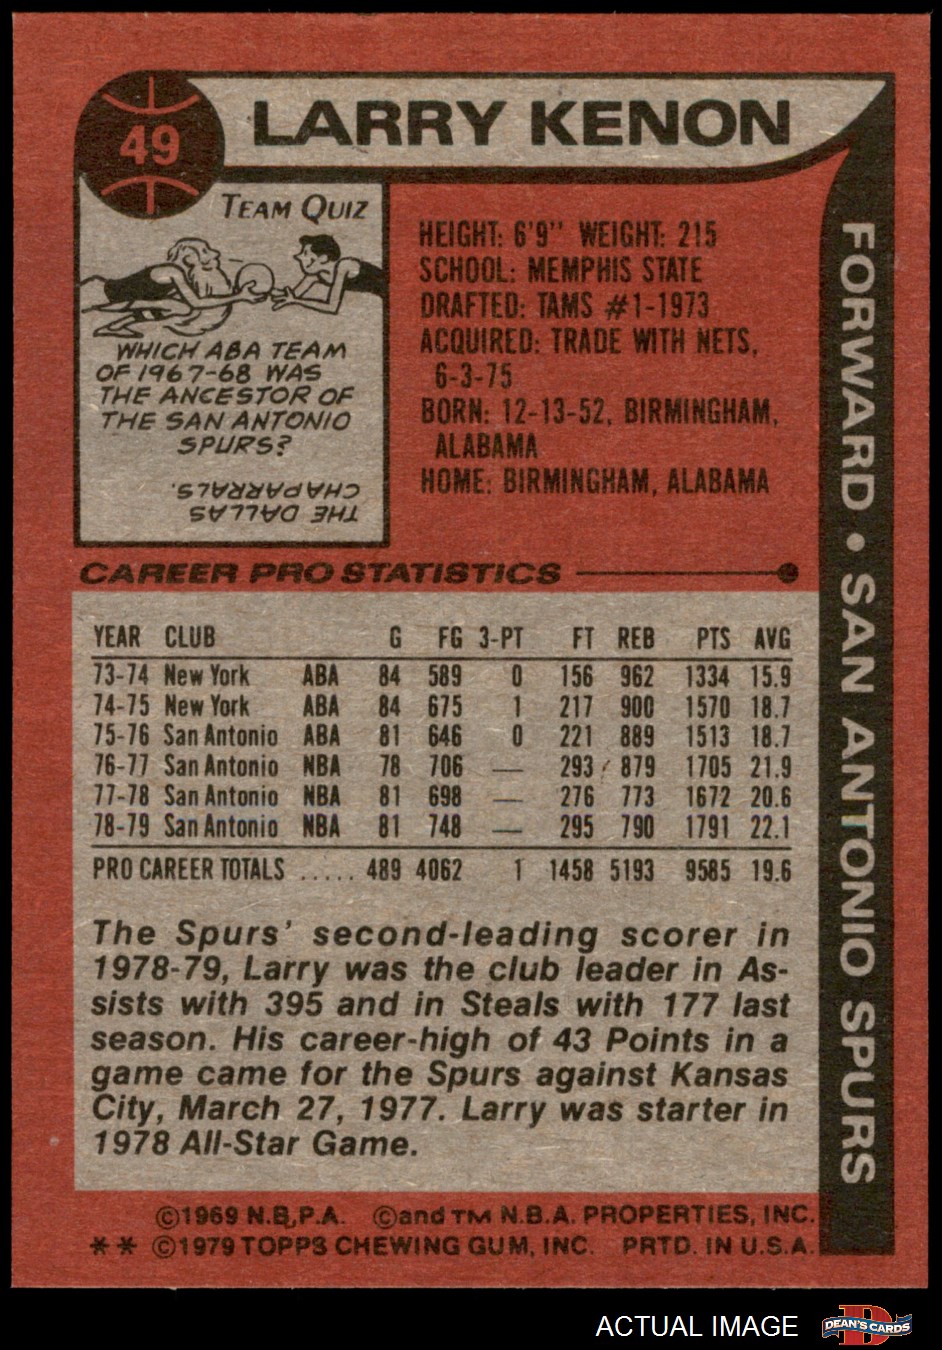 49
LARRY KENON
TEAM QUIZ
WHICH ABA TEAM
OF 1967-68 WAS
THE ANCESTOR OF
THE SAN ANTONIO
SPURS?
THE DALLAS
CHAPARRALS.
HEIGHT: 6'9" WEIGHT: 215
SCHOOL: MEMPHIS STATE
DRAFTED: TAMS #1-1973
ACQUIRED: TRADE WITH NETS,
6-3-75
BORN: 12-13-52, BIRMINGHAM,
ALABAMA
HOME: BIRMINGHAM, ALABAMA
FORWARD • SAN ANTONIO SPURS
CAREER PRO STATISTICS
YEAR CLUB G FG 3-PT FT REB PTS AVG
73-74 New York ABA 84 589 0 156 962 1334 15.9
74-75 New York ABA 84 675 1 217 900 1570 18.7
75-76 San Antonio ABA 81 646 0 221 889 1513 18.7
76-77 San Antonio NBA 78 706 — 293 879 1705 21.9
77-78 San Antonio NBA 81 698 — 276 773 1672 20.6
78-79 San Antonio NBA 81 748 — 295 790 1791 22.1
PRO CAREER TOTALS ..... 489 4062 1 1458 5193 9585 19.6
The Spurs' second-leading scorer in
1978-79, Larry was the club leader in As-
sists with 395 and in Steals with 177 last
season. His career-high of 43 Points in a
game came for the Spurs against Kansas
City, March 27, 1977. Larry was starter in
1978 All-Star Game.
©1969 N.B.P.A. ©and TM N.B.A. PROPERTIES, INC.
** ©1979 TOPPS CHEWING GUM, INC. PRTD. IN U.S.A.
ACTUAL IMAGE
D
DEAN'S CARDS